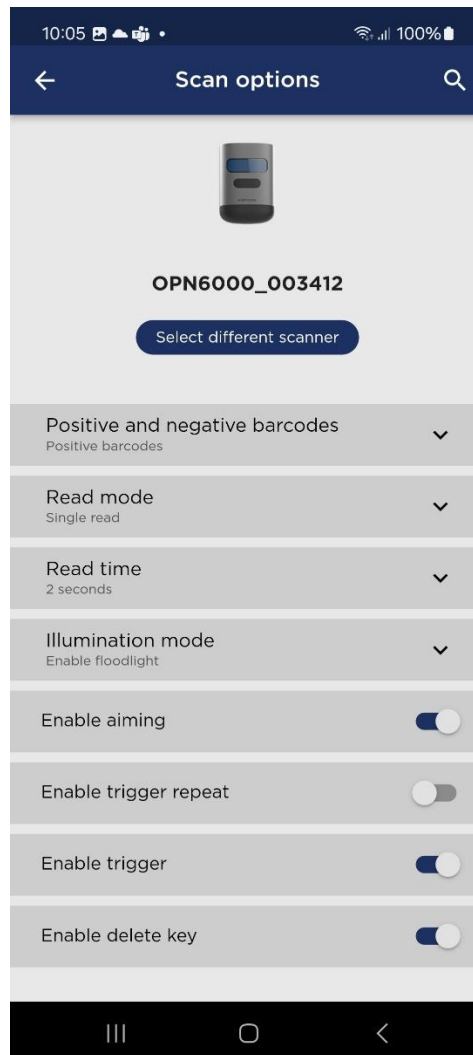 10:05
100%
Scan options
OPN6000_003412
Select different scanner
Positive and negative barcodes
Positive barcodes
Read mode
Single read
Read time
2 seconds
Illumination mode
Enable floodlight
Enable aiming
Enable trigger repeat
Enable trigger
Enable delete key